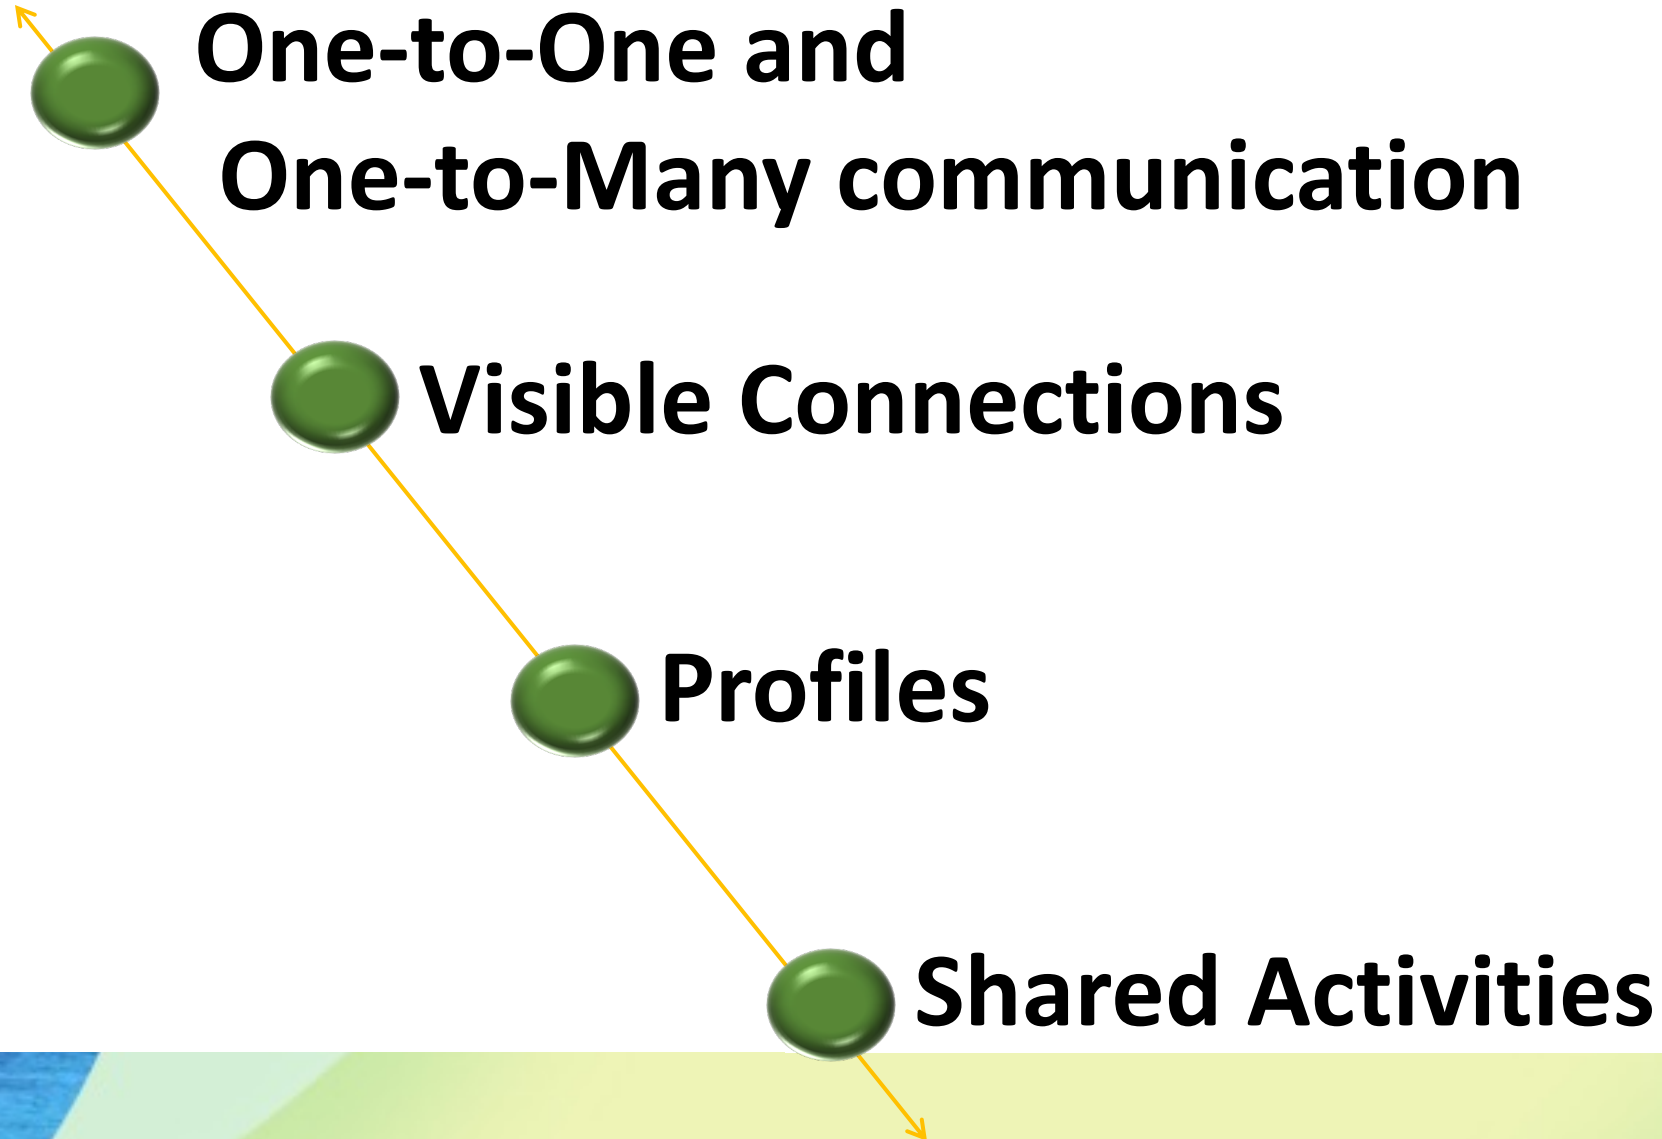 One-to-One and
One-to-Many communication
Visible Connections
Profiles
Shared Activities